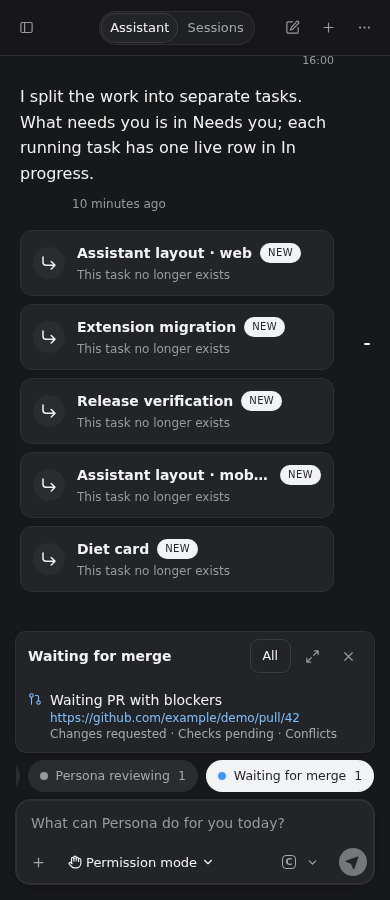 Assistant Sessions
16:00
I split the work into separate tasks.
What needs you is in Needs you; each
running task has one live row in In
progress.
10 minutes ago
Assistant layout · web NEW
This task no longer exists
Extension migration NEW
This task no longer exists
Release verification NEW
This task no longer exists
Assistant layout · mob… NEW
This task no longer exists
Diet card NEW
This task no longer exists
Waiting for merge All
Waiting PR with blockers
https://github.com/example/demo/pull/42
Changes requested · Checks pending · Conflicts
Persona reviewing 1 Waiting for merge 1
What can Persona do for you today?
Permission mode C